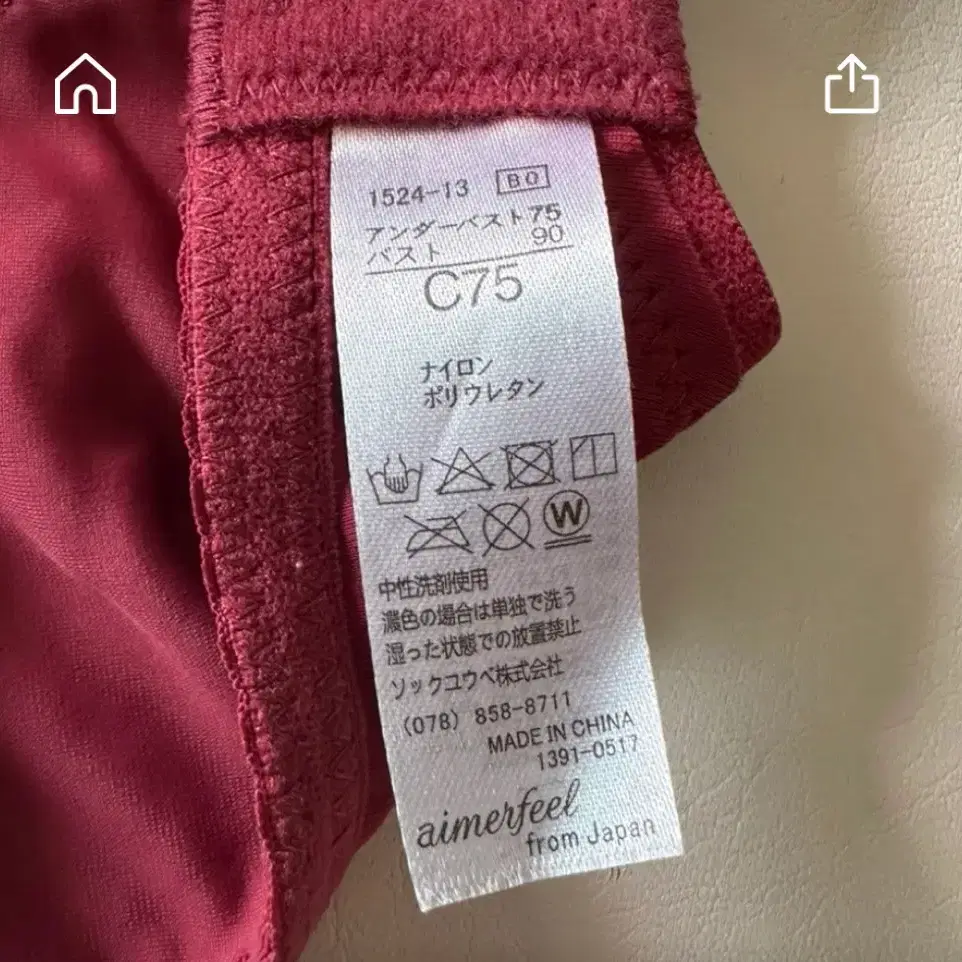 1524-13 BO
アンダーバスト75
バスト 90
C75
ナイロン
ポリウレタン
W
中性洗剤使用
濃色の場合は単独で洗う
湿った状態での放置禁止
ソックコウベ株式会社
(078) 858-8711
MADE IN CHINA
1391-0517
aimerfeel
from Japan